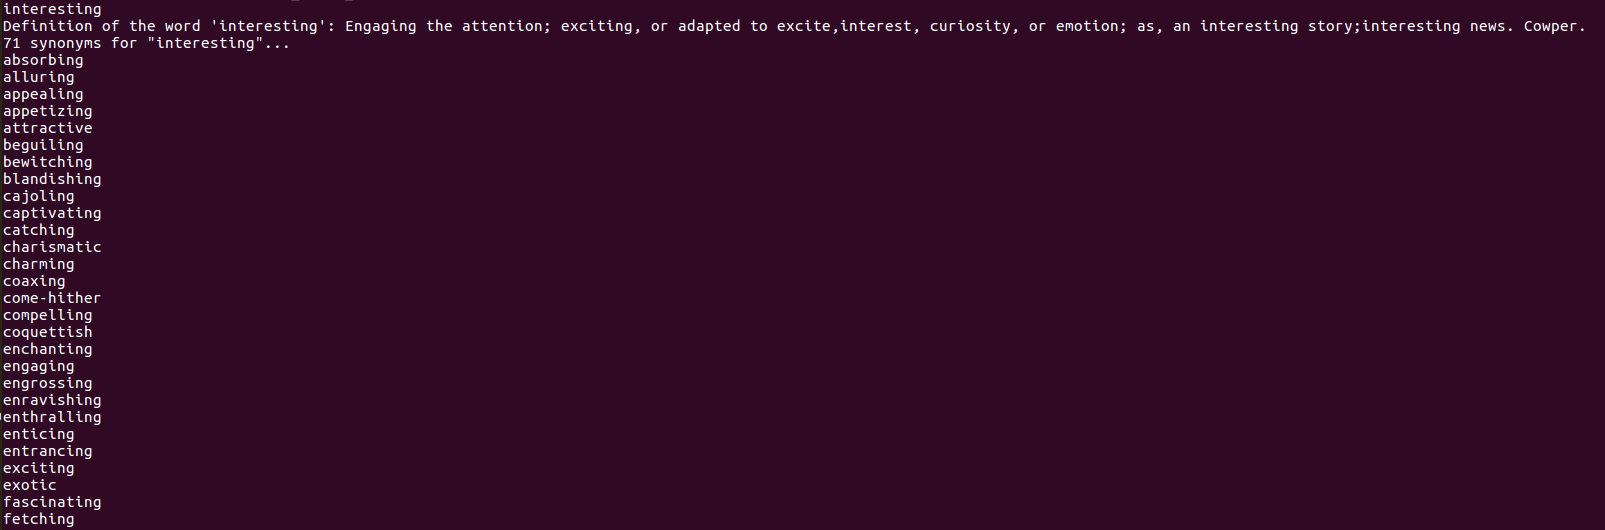 interesting
Definition of the word 'interesting': Engaging the attention; exciting, or adapted to excite,interest, curiosity, or emotion; as, an interesting story;interesting news. Cowper.
71 synonyms for "interesting"...
absorbing
alluring
appealing
appetizing
attractive
beguiling
bewitching
blandishing
cajoling
captivating
catching
charismatic
charming
coaxing
come-hither
compelling
coquettish
enchanting
engaging
engrossing
enravishing
enthralling
enticing
entrancing
exciting
exotic
fascinating
fetching